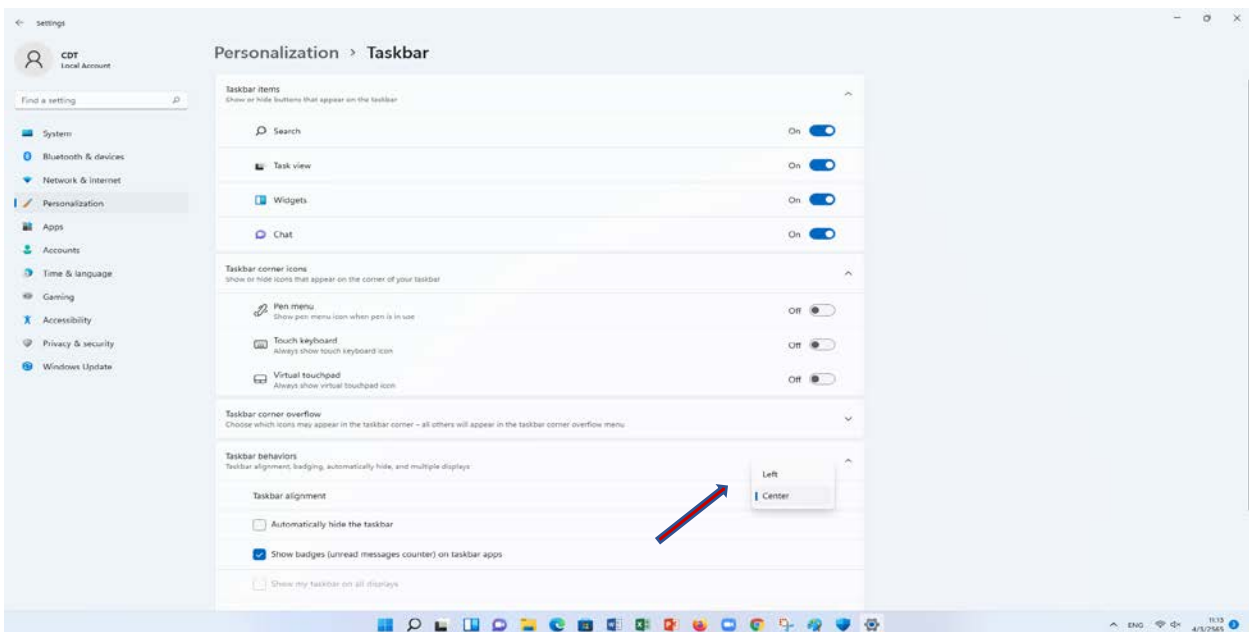 Settings
CDT
Local Account
Find a setting
System
Bluetooth & devices
Network & internet
Personalization
Apps
Accounts
Time & language
Gaming
Accessibility
Privacy & security
Windows Update
Personalization > Taskbar
Taskbar items
Show or hide buttons that appear on the taskbar
Search On
Task view On
Widgets On
Chat On
Taskbar corner icons
Show or hide icons that appear on the corner of your taskbar
Pen menu
Show pen menu icon when pen is in use
Off
Touch keyboard
Always show touch keyboard icon
Off
Virtual touchpad
Always show virtual touchpad icon
Off
Taskbar corner overflow
Choose which icons may appear in the taskbar corner – all others will appear in the taskbar corner overflow menu
Taskbar behaviors
Taskbar alignment, badging, automatically hide, and multiple displays
Left
Taskbar alignment Center
Automatically hide the taskbar
Show badges (unread messages counter) on taskbar apps
Show my taskbar on all displays
ENG
11:13
4/3/2565